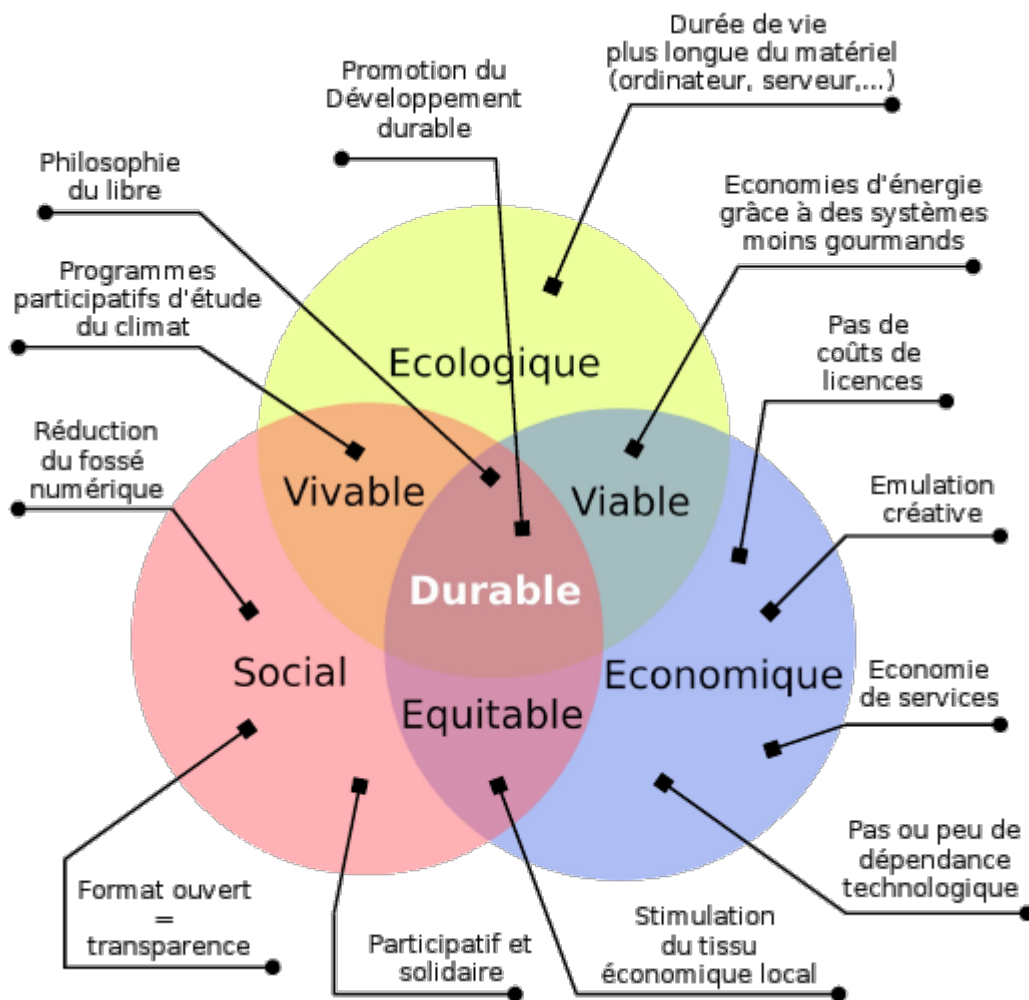 Durée de vie
plus longue du matériel
(ordinateur, serveur,...)
Promotion du
Développement
durable
Philosophie
du libre
Economies d'énergie
grâce à des systèmes
moins gourmands
Programmes
participatifs d'étude
du climat
Pas de
coûts de
licences
Ecologique
Réduction
du fossé
numérique
Vivable
Viable
Emulation
créative
Durable
Social
Economique
Economie
de services
Equitable
Format ouvert
=
transparence
Participatif et
solidaire
Stimulation
du tissu
économique local
Pas ou peu de
dépendance
technologique